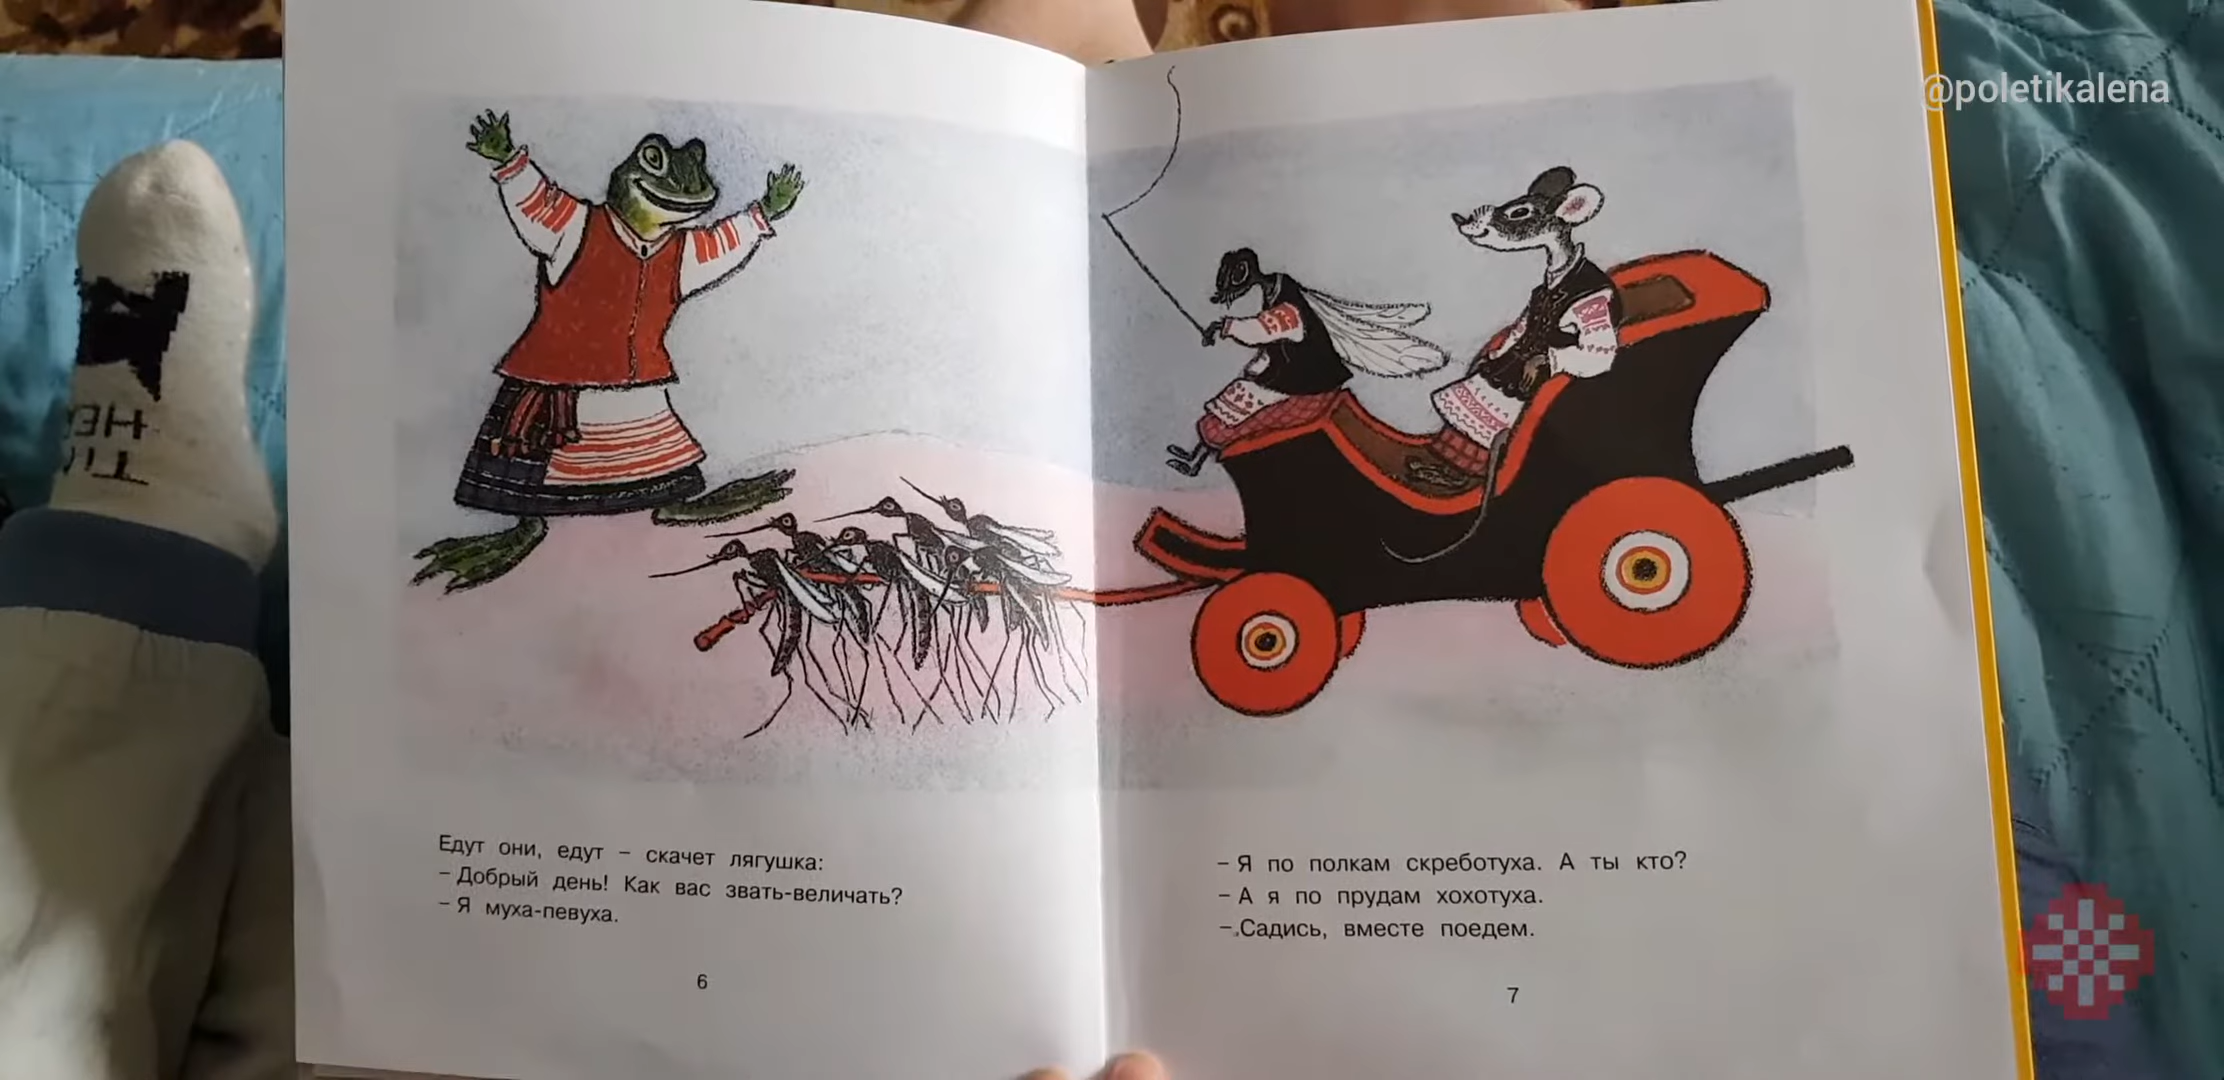 @poletikalena
Едут они, едут – скачет лягушка:
– Добрый день! Как вас звать-величать?
– Я муха-певуха.
6
– Я по полкам скреботуха. А ты кто?
– А я по прудам хохотуха.
– Садись, вместе поедем.
7